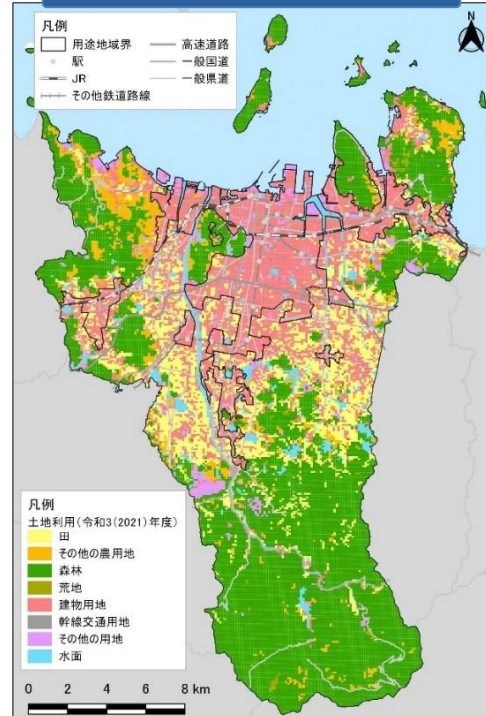 凡例
用途地域界
駅
JR
その他鉄道路線
高速道路
一般国道
一般県道
N
凡例
土地利用(令和3(2021)年度)
田
その他の農用地
森林
荒地
建物用地
幹線交通用地
その他の用地
水面
0 2 4 6 8 km